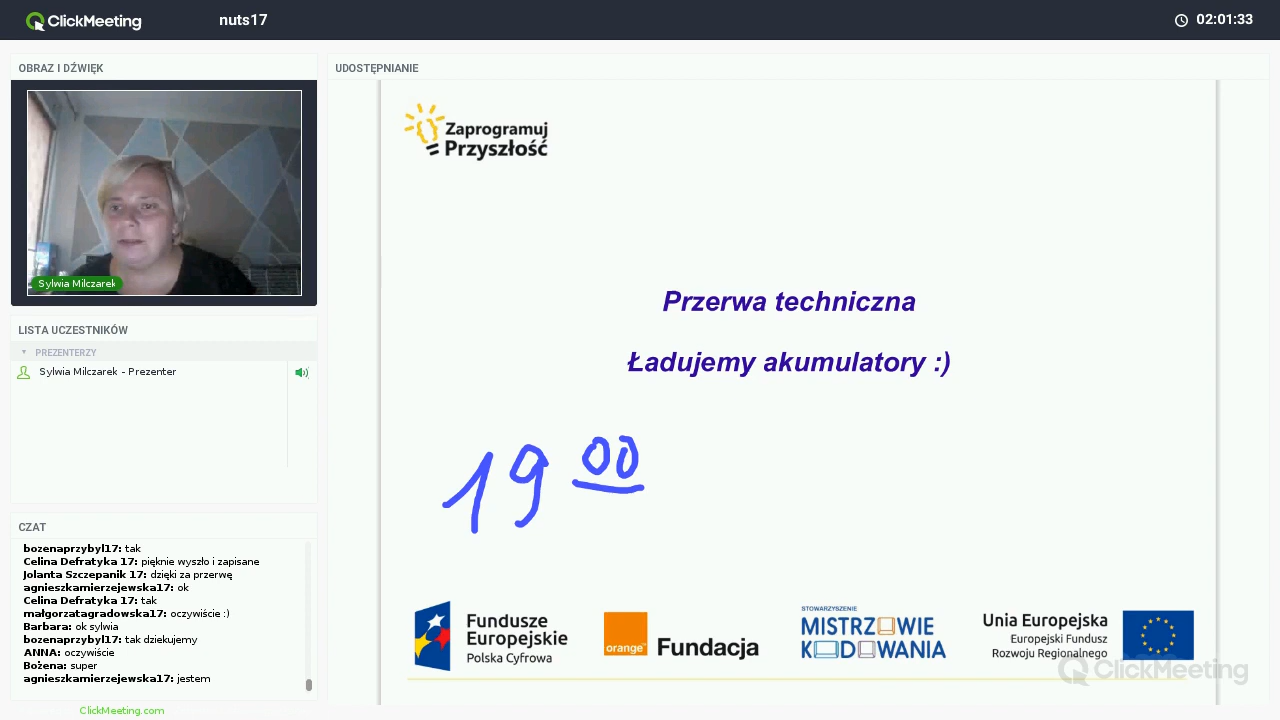 ClickMeeting
nuts17
02:01:33
OBRAZ I DŹWIĘK
Sylwia Milczarek
LISTA UCZESTNIKÓW
PREZENTERZY
Sylwia Milczarek - Prezenter
CZAT
bozenaprzybyl17: tak
Celina Defratyka 17: pięknie wyszło i zapisane
Jolanta Szczepanik 17: dzięki za przerwę
agnieszkamierzejewska17: ok
Celina Defratyka 17: tak
małgorzatagradowska17: oczywiście :)
Barbara: ok sylwia
bozenaprzybyl17: tak dziekujemy
ANNA: oczywiście
Bożena: super
agnieszkamierzejewska17: jestem
ClickMeeting.com
UDOSTĘPNIANIE
Zaprogramuj
Przyszłość
Przerwa techniczna
Ładujemy akumulatory :)
19 00
Fundusze
Europejskie
Polska Cyfrowa
orange
Fundacja
STOWARZYSZENIE
MISTRZOWIE
KODOWANIA
Unia Europejska
Europejski Fundusz
Rozwoju Regionalnego
ClickMeeting